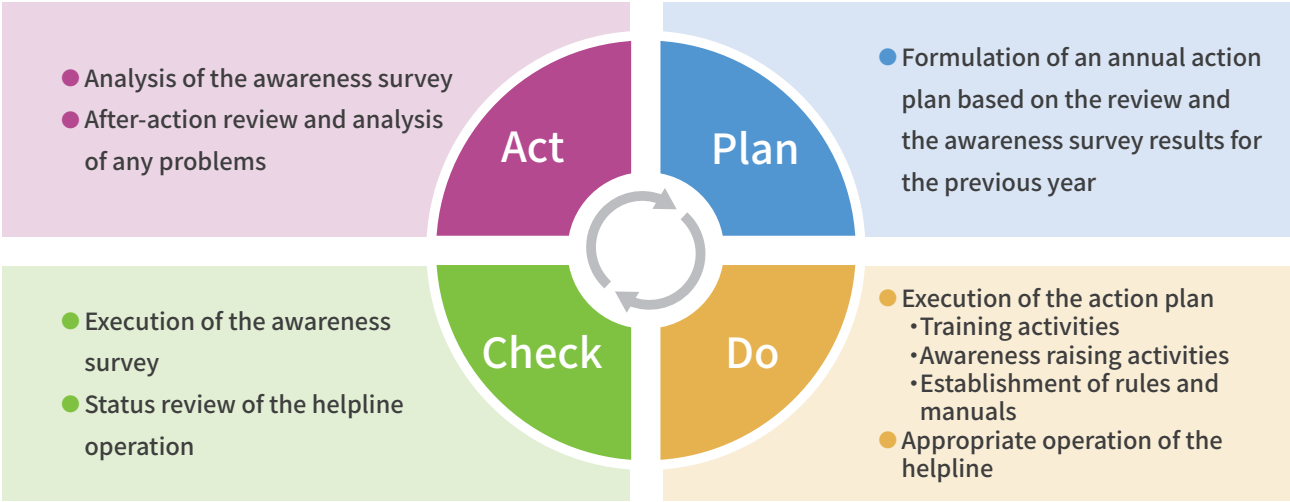 Act
● Analysis of the awareness survey
● After-action review and analysis
of any problems
Plan
● Formulation of an annual action
plan based on the review and
the awareness survey results for
the previous year
Check
● Execution of the awareness
survey
● Status review of the helpline
operation
Do
● Execution of the action plan
・Training activities
・Awareness raising activities
・Establishment of rules and
manuals
● Appropriate operation of the
helpline